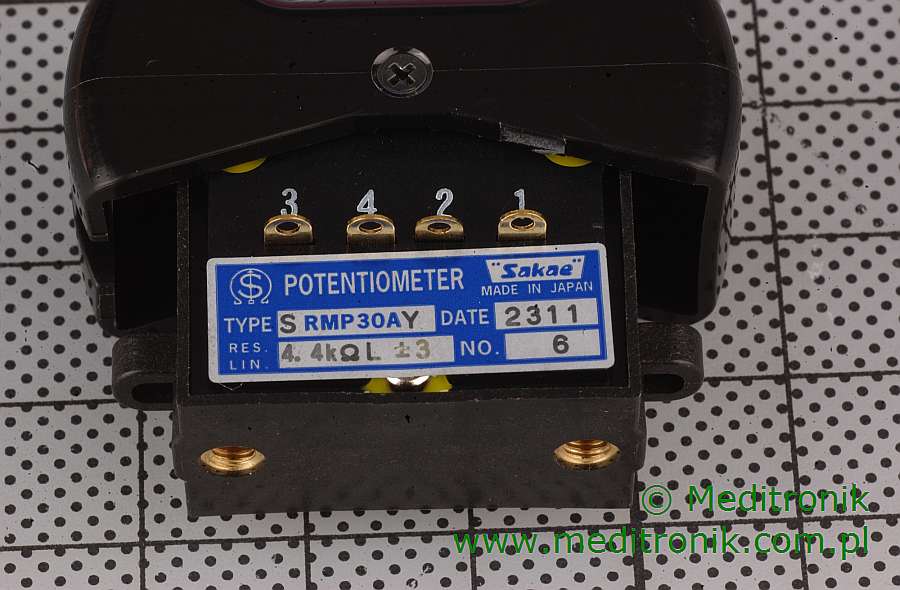 3 4 2 1
POTENTIOMETER "Sakae"
MADE IN JAPAN
TYPE SRMP30AY DATE 2311
RES. LIN. 4.4kΩL ±3 NO. 6
© Meditronik
www.meditronik.com.pl